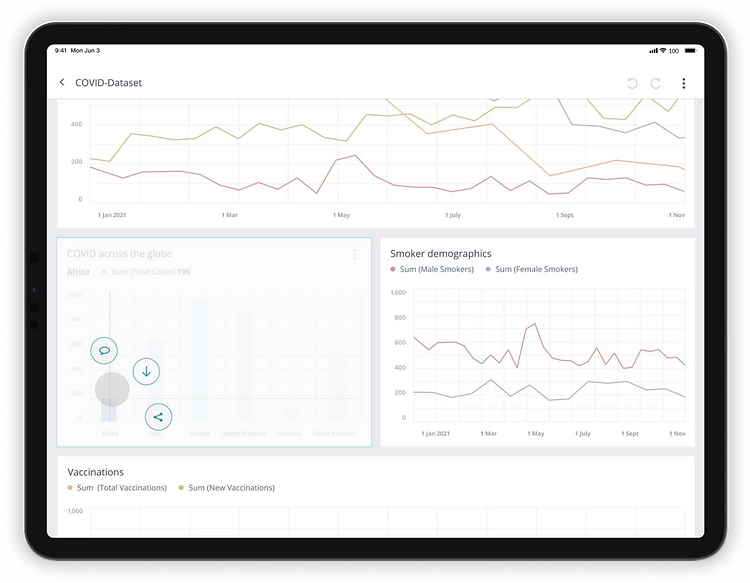 9:41 Mon Jun 3
100
COVID-Dataset
400
200
0
1 Jan 2021 1 Mar 1 May 1 July 1 Sept 1 Nov
COVID across the globe
Africa Sum (Total Cases) 196
1,000
800
600
400
200
0
Africa Asia Europe North America Oceania South America
Smoker demographics
Sum (Male Smokers) Sum (Female Smokers)
1,000
800
600
400
200
0
1 Jan 2021 1 Mar 1 May 1 July 1 Sept 1 Nov
Vaccinations
Sum (Total Vaccinations) Sum (New Vaccinations)
1,000